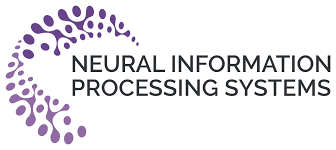 NEURAL INFORMATION
PROCESSING SYSTEMS